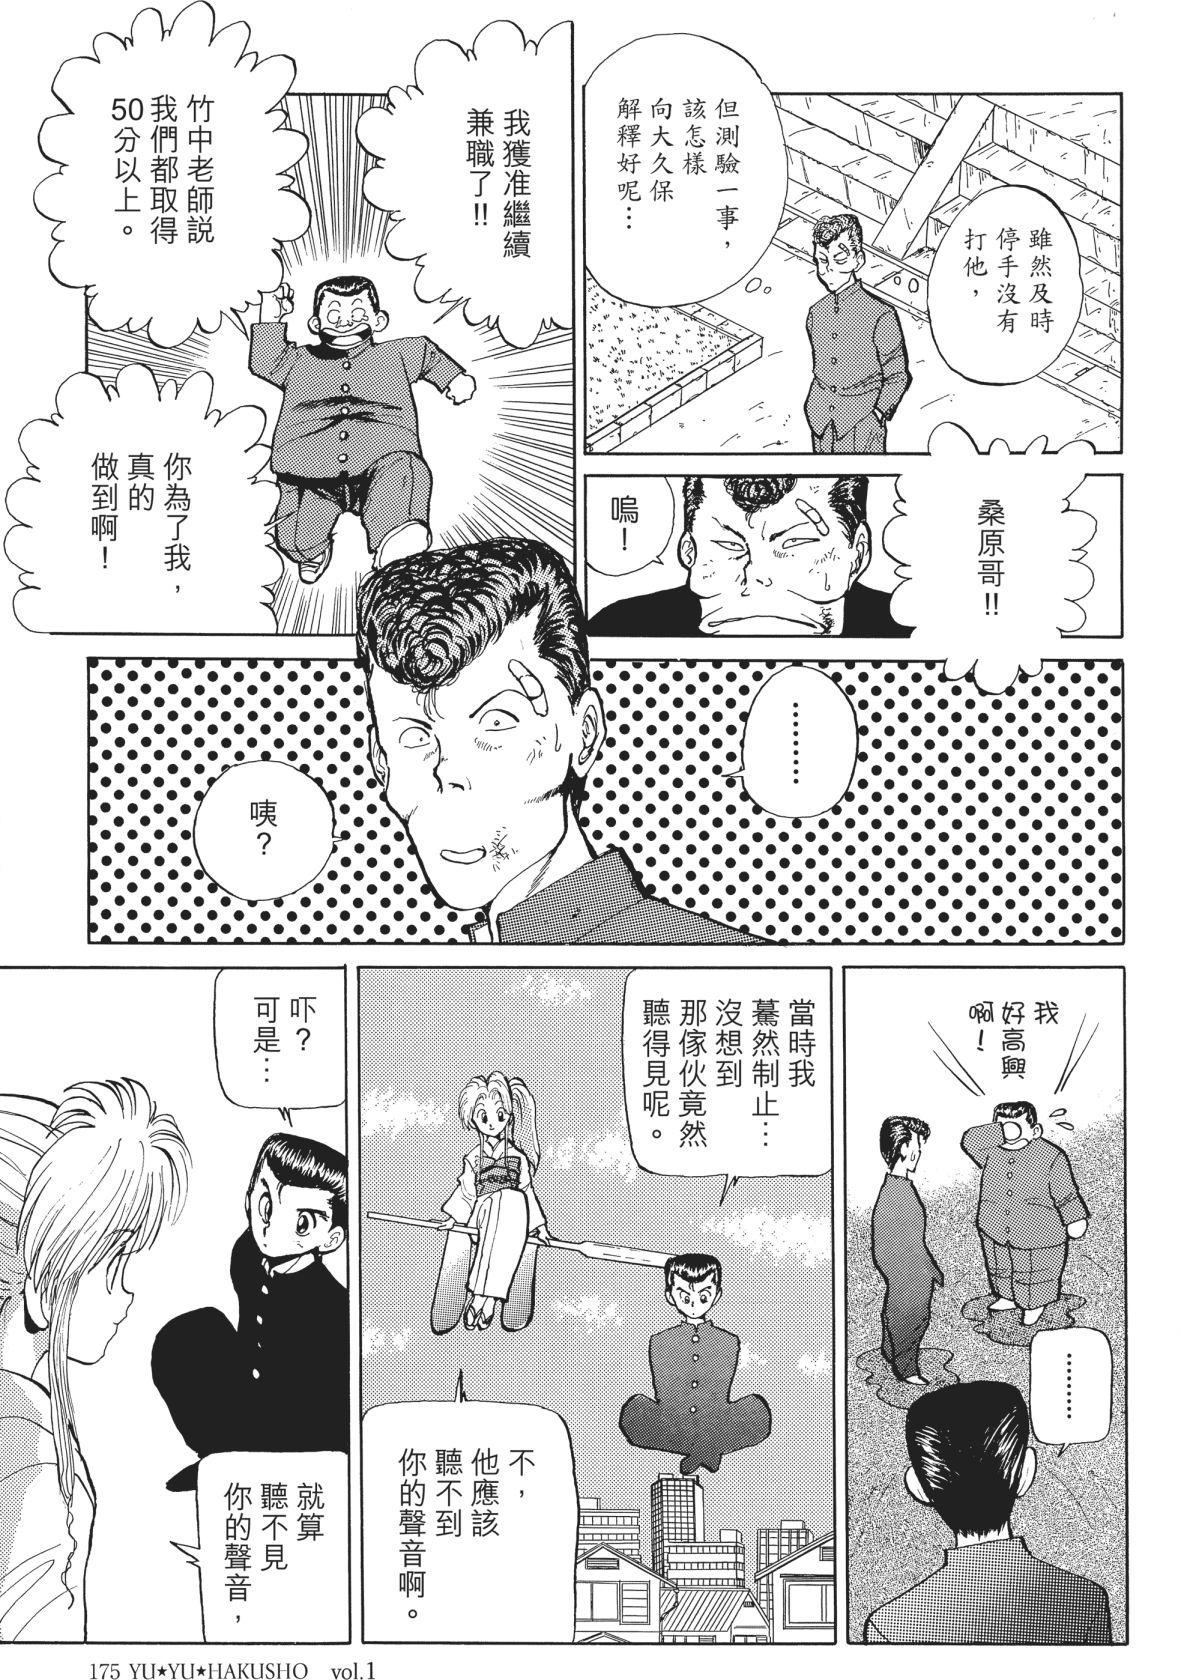 雖然及時
停手沒有
打他，
但測驗一事，
該怎樣
向大久保
解釋好呢…
桑原哥!!
嗚！
我獲准繼續
兼職了!!
竹中老師説
我們都取得
50分以上。
你為了我，
真的
做到啊！
………
咦？
我
好高興
啊！
………
當時我
驀然制止…
沒想到
那傢伙竟然
聽得見呢。
不，
他應該
聽不到
你的聲音啊。
吓？
可是…
就算
聽不見
你的聲音，
175 YU★YU★HAKUSHO vol.1